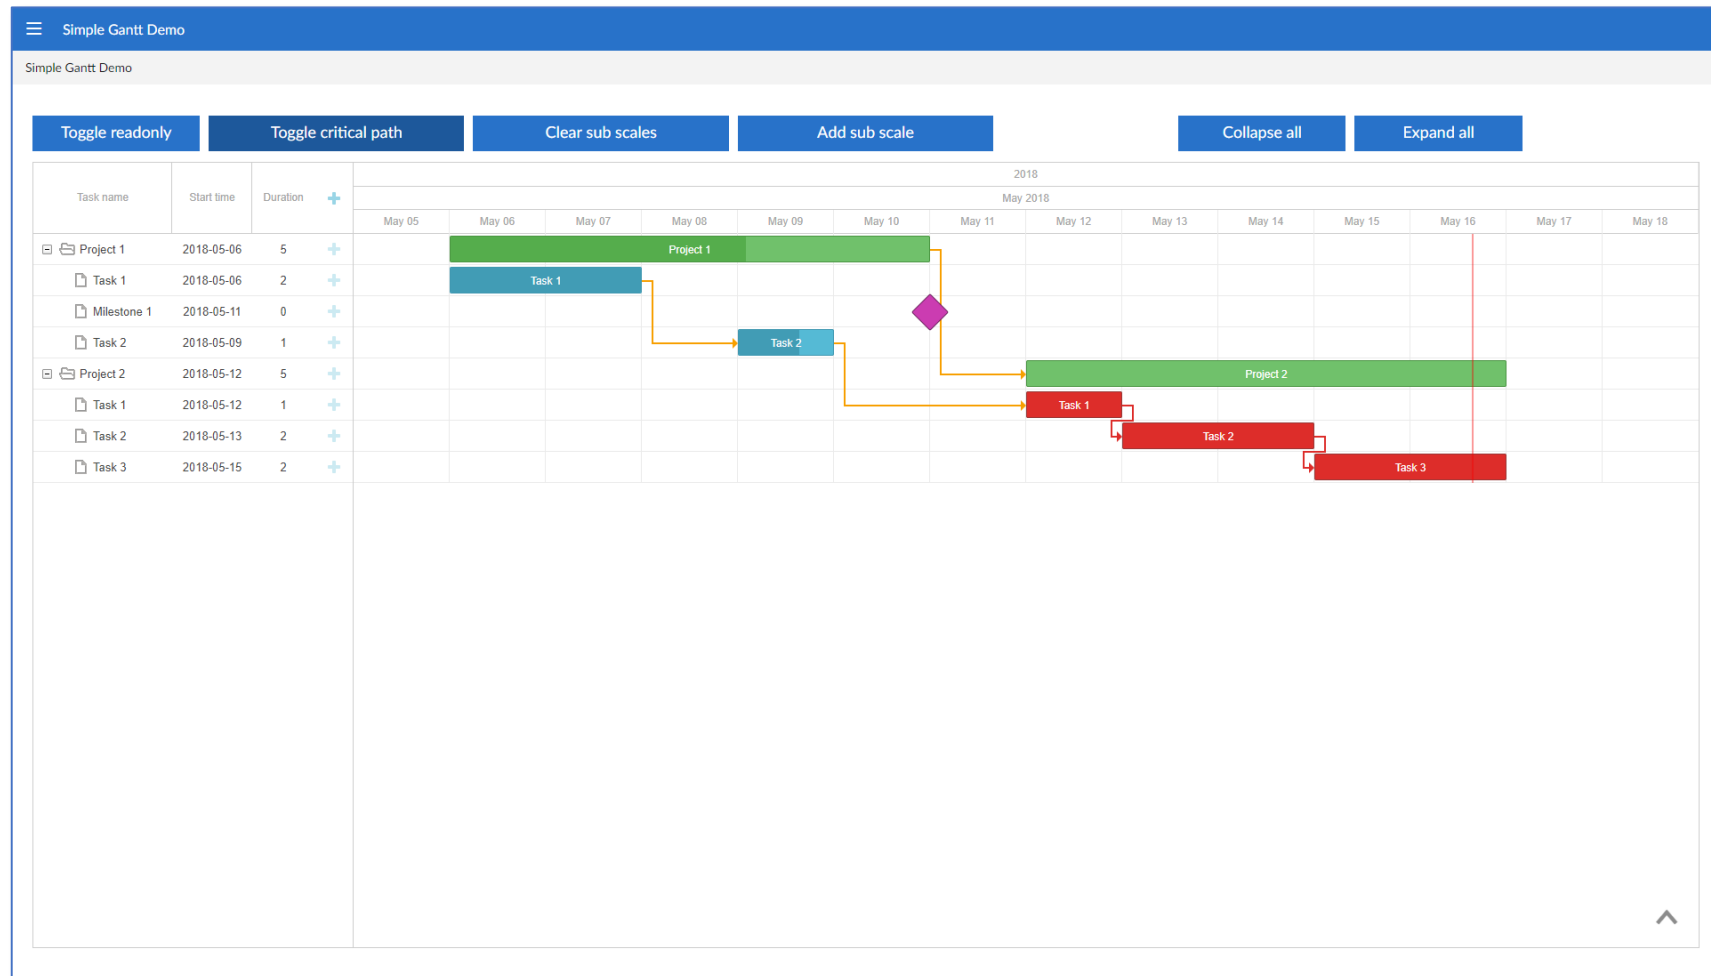 Simple Gantt Demo
Simple Gantt Demo
Toggle readonly Toggle critical path Clear sub scales Add sub scale Collapse all Expand all
2018
Task name Start time Duration May 2018
May 05 May 06 May 07 May 08 May 09 May 10 May 11 May 12 May 13 May 14 May 15 May 16 May 17 May 18
Project 1 2018-05-06 5 Project 1
Task 1 2018-05-06 2 Task 1
Milestone 1 2018-05-11 0
Task 2 2018-05-09 1 Task 2
Project 2 2018-05-12 5 Project 2
Task 1 2018-05-12 1 Task 1
Task 2 2018-05-13 2 Task 2
Task 3 2018-05-15 2 Task 3